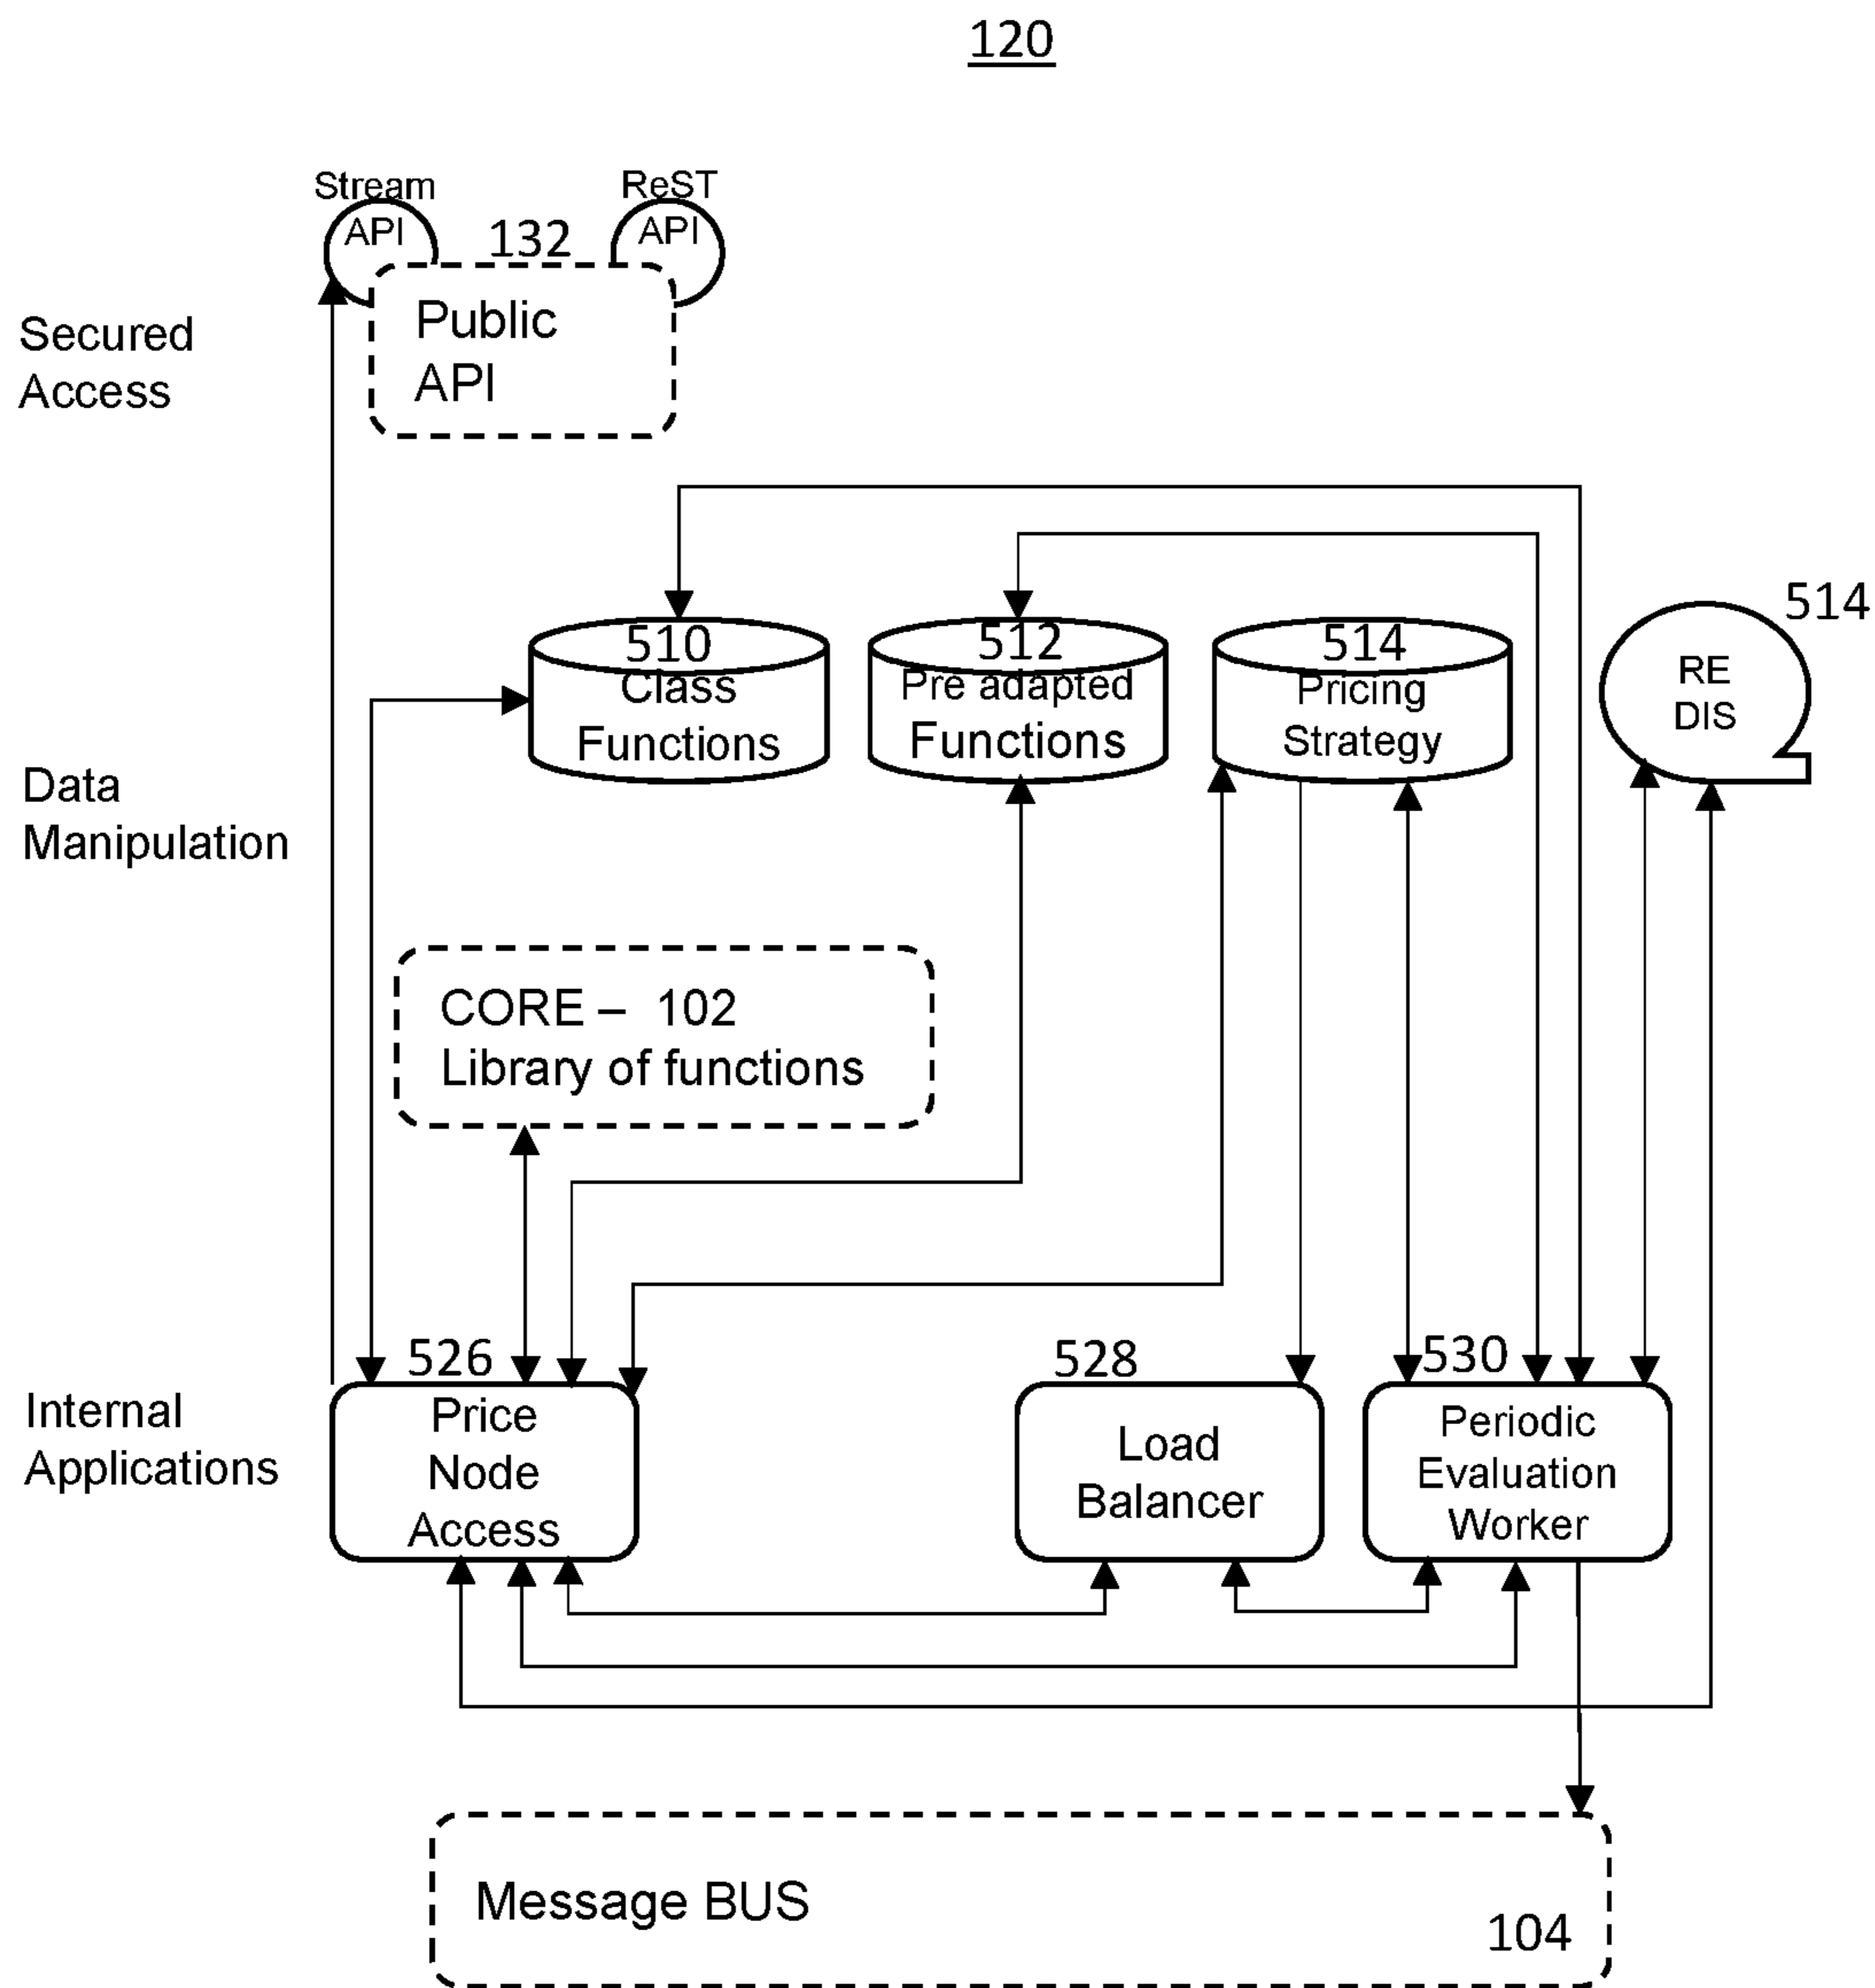 120
Stream
API
132
ReST
API
Public
API
Secured
Access
510
Class
Functions
512
Pre adapted
Functions
514
Pricing
Strategy
514
RE
DIS
Data
Manipulation
CORE – 102
Library of functions
Internal
Applications
526
Price
Node
Access
528
Load
Balancer
530
Periodic
Evaluation
Worker
Message BUS
104